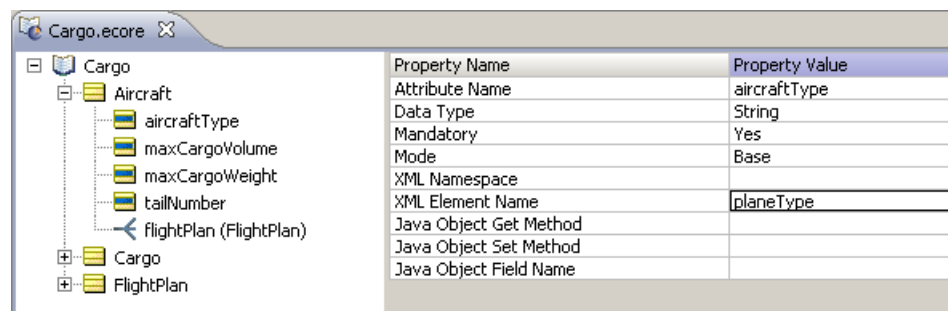 Cargo.ecore
Cargo
Aircraft
aircraftType
maxCargoVolume
maxCargoWeight
tailNumber
flightPlan (FlightPlan)
Cargo
FlightPlan
Property Name Property Value
Attribute Name aircraftType
Data Type String
Mandatory Yes
Mode Base
XML Namespace
XML Element Name planeType
Java Object Get Method
Java Object Set Method
Java Object Field Name